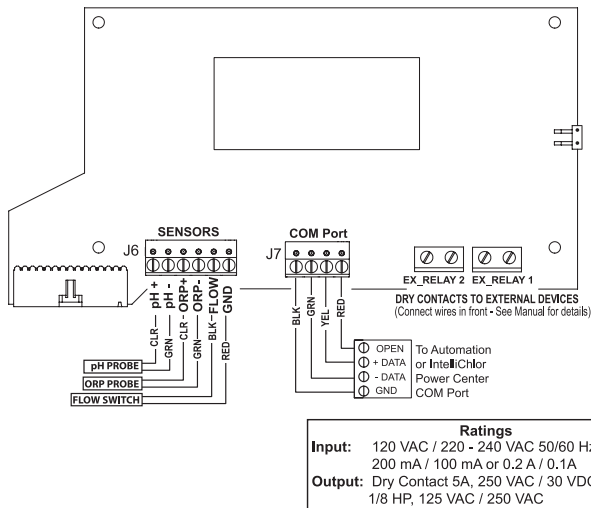 SENSORS
COM Port
J6
J7
EX_RELAY 2 EX_RELAY 1
DRY CONTACTS TO EXTERNAL DEVICES
(Connect wires in front - See Manual for details)
pH +
pH -
ORP+
ORP-
FLOW
GND
CLR
GRN
CLR
GRN
BLK
RED
BLK
GRN
YEL
RED
pH PROBE
ORP PROBE
FLOW SWITCH
OPEN
+ DATA
- DATA
GND
To Automation
or IntelliChlor
Power Center
COM Port
Ratings
Input: 120 VAC / 220 - 240 VAC 50/60 Hz
200 mA / 100 mA or 0.2 A / 0.1A
Output: Dry Contact 5A, 250 VAC / 30 VDC
1/8 HP, 125 VAC / 250 VAC